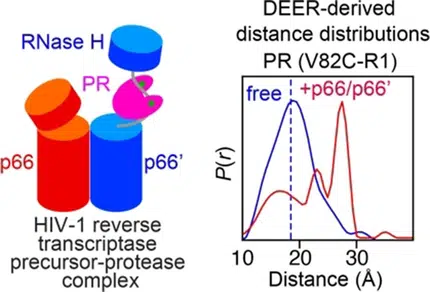 RNase H
PR
p66
p66’
HIV-1 reverse
transcriptase
precursor-protease
complex
DEER-derived
distance distributions
PR (V82C-R1)
free
+p66/p66’
P(r)
10 20 30
Distance (Å)